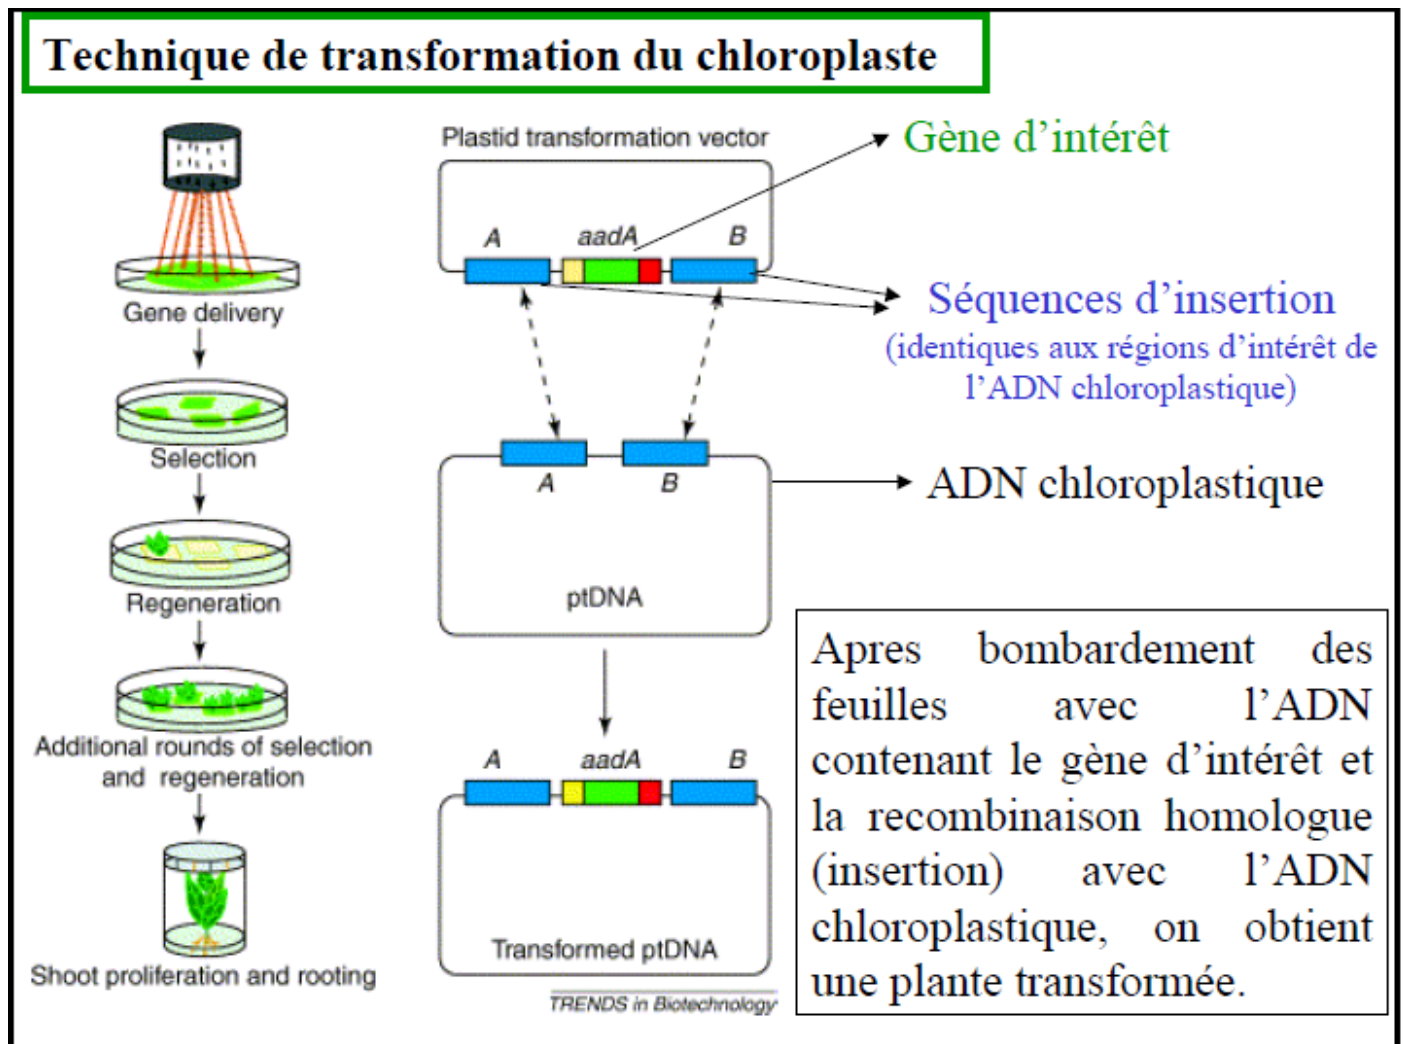 Technique de transformation du chloroplaste
Gene delivery
Selection
Regeneration
Additional rounds of selection
and regeneration
Shoot proliferation and rooting
Plastid transformation vector
A aadA B
A B
ptDNA
A aadA B
Transformed ptDNA
TRENDS in Biotechnology
Gène d’intérêt
Séquences d’insertion
(identiques aux régions d’intérêt de
l’ADN chloroplastique)
ADN chloroplastique
Apres bombardement des
feuilles avec l’ADN
contenant le gène d’intérêt et
la recombinaison homologue
(insertion) avec l’ADN
chloroplastique, on obtient
une plante transformée.